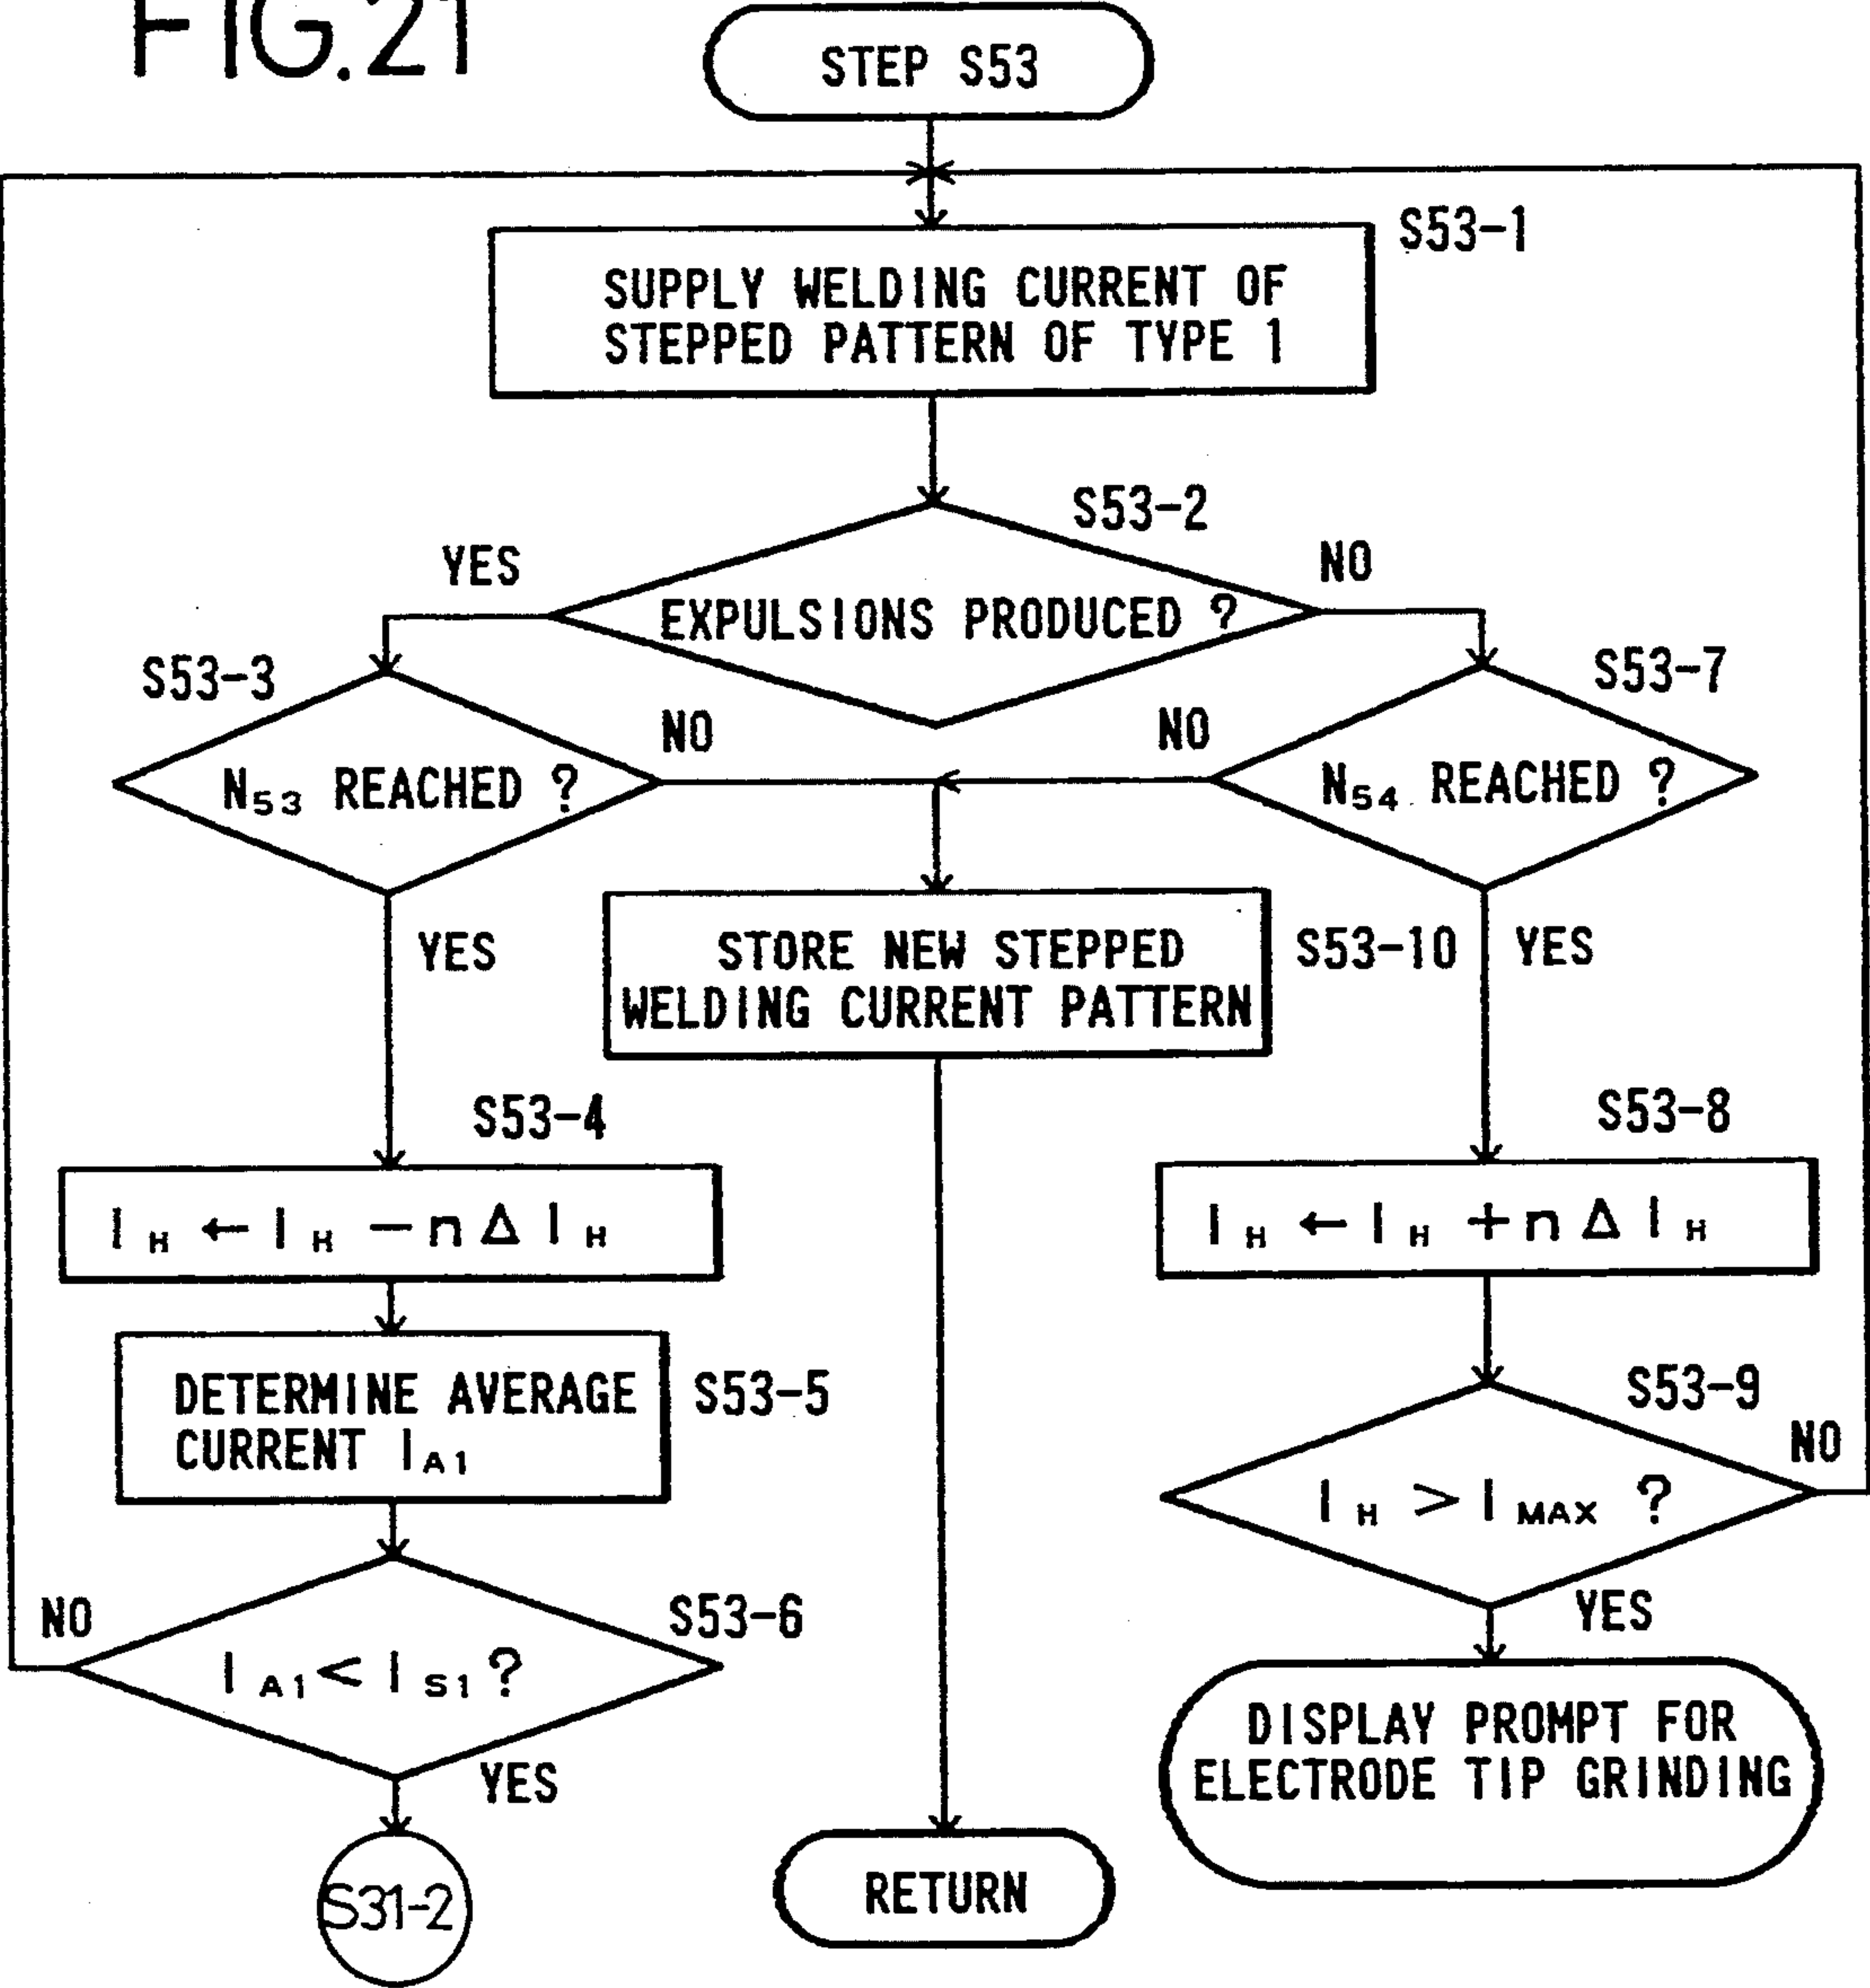 FIG.21
STEP S53
S53-1
SUPPLY WELDING CURRENT OF
STEPPED PATTERN OF TYPE 1
S53-2
YES
NO
EXPULSIONS PRODUCED ?
S53-3
S53-7
NO
NO
N53 REACHED ?
N54 REACHED ?
YES
STORE NEW STEPPED
WELDING CURRENT PATTERN
S53-10
YES
S53-4
S53-8
IH ← IH − nΔIH
IH ← IH + nΔIH
DETERMINE AVERAGE
CURRENT IA1
S53-5
S53-9
NO
IH > IMAX ?
NO
S53-6
YES
IA1 < IS1 ?
DISPLAY PROMPT FOR
ELECTRODE TIP GRINDING
YES
S31-2
RETURN